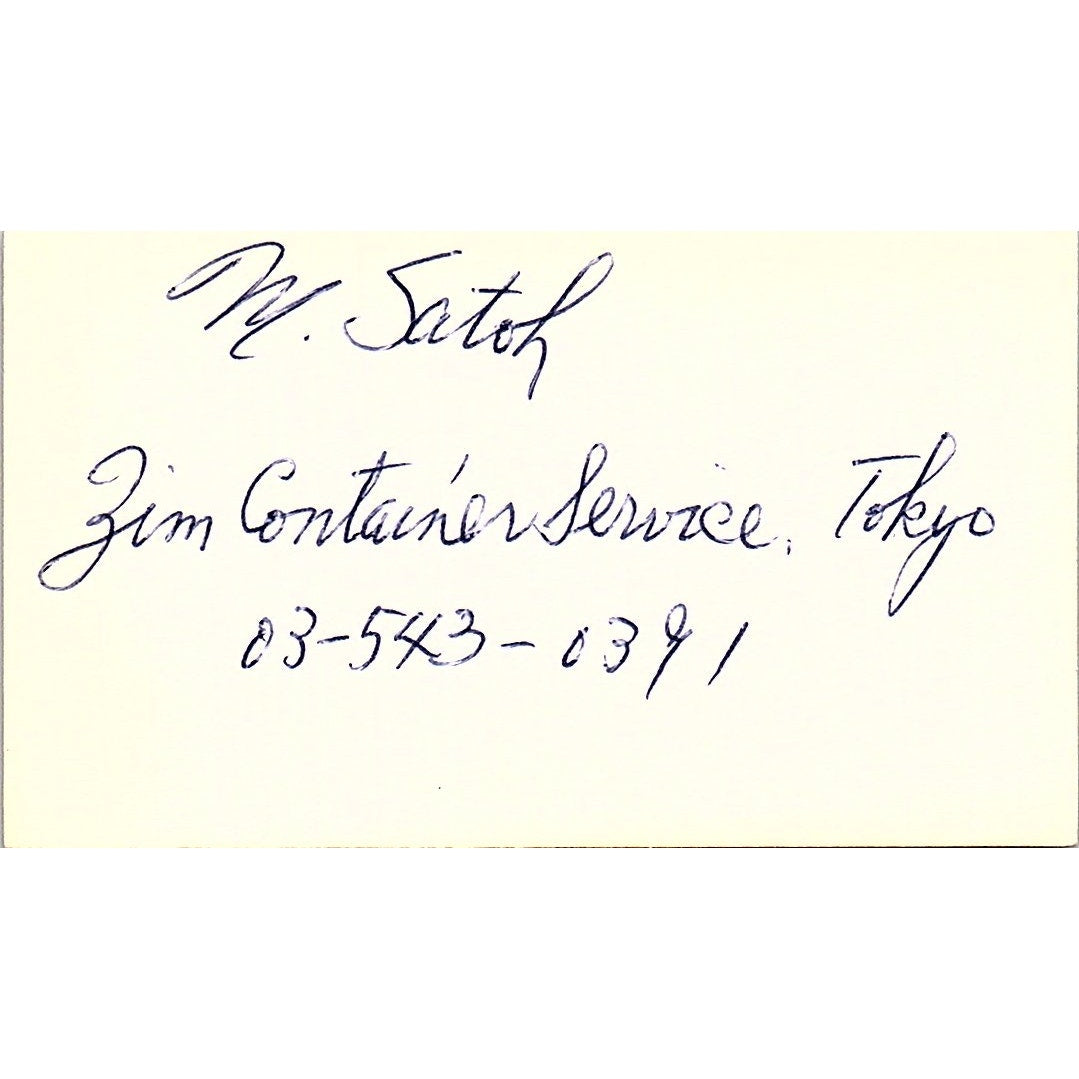 M. Satoh
Zim Container Service, Tokyo
03-543-0391